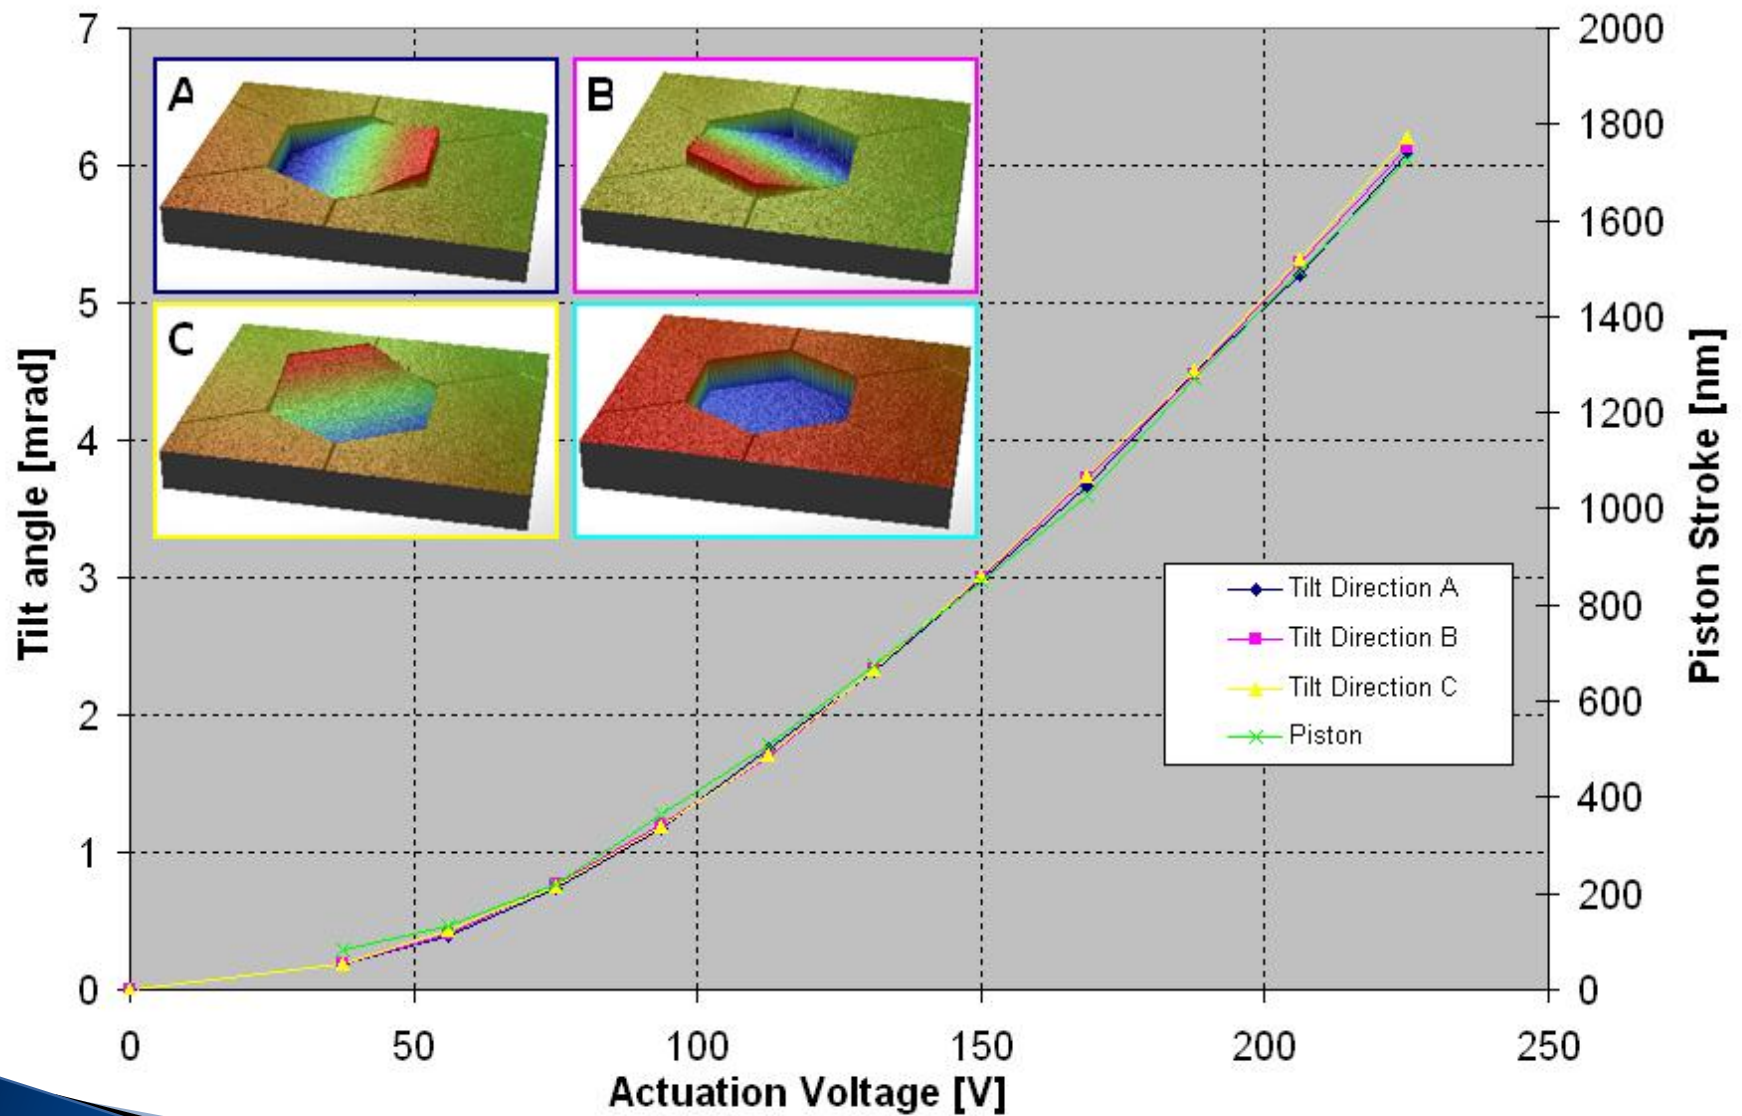 7
6
5
4
3
2
1
0
Tilt angle [mrad]
A
B
C
2000
1800
1600
1400
1200
1000
800
600
400
200
0
Piston Stroke [nm]
Tilt Direction A
Tilt Direction B
Tilt Direction C
Piston
0 50 100 150 200 250
Actuation Voltage [V]